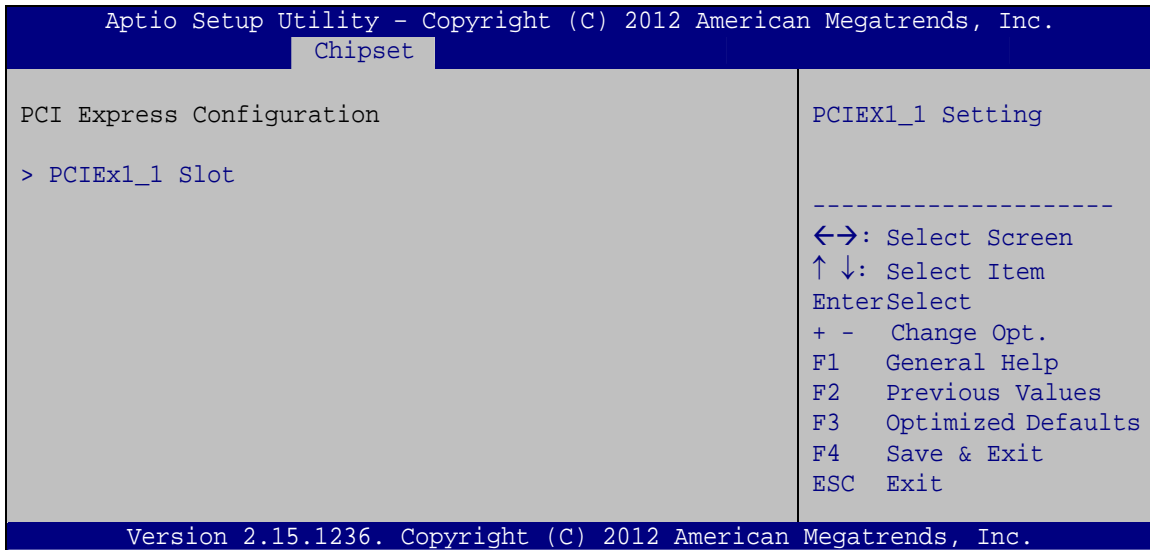 Aptio Setup Utility – Copyright (C) 2012 American Megatrends, Inc.
Chipset
PCI Express Configuration
> PCIEx1_1 Slot
PCIEX1_1 Setting
---------------------
←→: Select Screen
↑ ↓: Select Item
EnterSelect
+ - Change Opt.
F1 General Help
F2 Previous Values
F3 Optimized Defaults
F4 Save & Exit
ESC Exit
Version 2.15.1236. Copyright (C) 2012 American Megatrends, Inc.